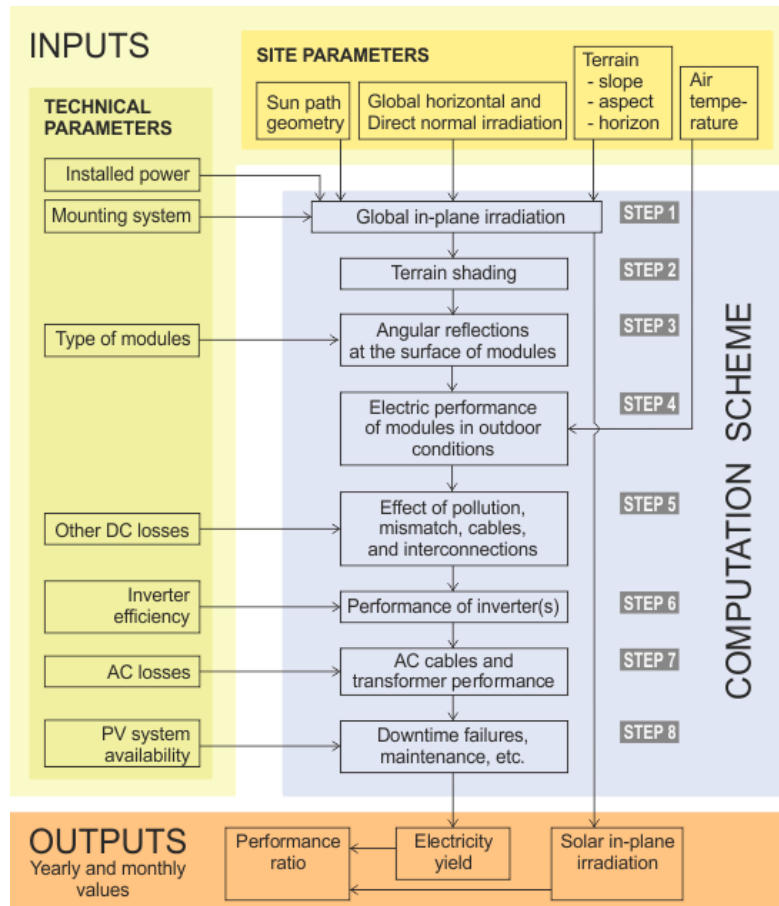 INPUTS
SITE PARAMETERS
Sun path
geometry
Global horizontal and
Direct normal irradiation
Terrain
- slope
- aspect
- horizon
Air
tempe-
rature
TECHNICAL
PARAMETERS
Installed power
Mounting system
Global in-plane irradiation
STEP 1
Terrain shading
STEP 2
Type of modules
Angular reflections
at the surface of modules
STEP 3
Electric performance
of modules in outdoor
conditions
STEP 4
Other DC losses
Effect of pollution,
mismatch, cables,
and interconnections
STEP 5
Inverter
efficiency
Performance of inverter(s)
STEP 6
AC losses
AC cables and
transformer performance
STEP 7
PV system
availability
Downtime failures,
maintenance, etc.
STEP 8
COMPUTATION SCHEME
OUTPUTS
Yearly and monthly
values
Performance
ratio
Electricity
yield
Solar in-plane
irradiation